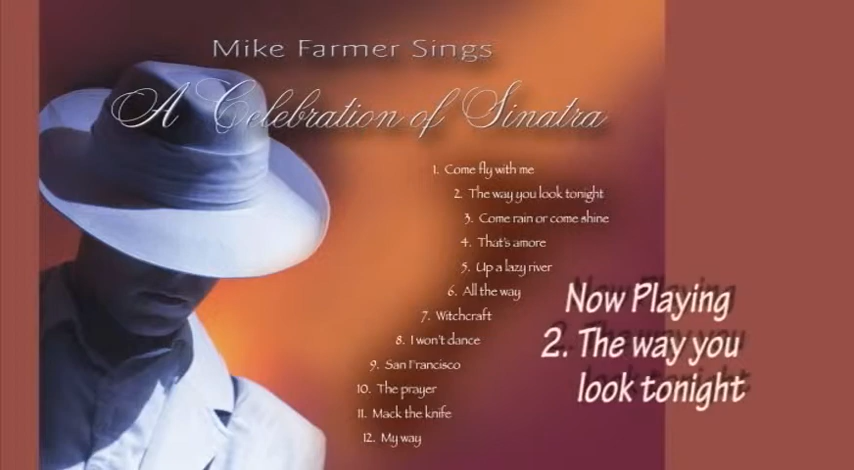 Mike Farmer Sings
A Celebration of Sinatra
1. Come fly with me
2. The way you look tonight
3. Come rain or come shine
4. That's amore
5. Up a lazy river
6. All the way
7. Witchcraft
8. I won't dance
9. San Francisco
10. The prayer
11. Mack the knife
12. My way
Now Playing
2. The way you
look tonight